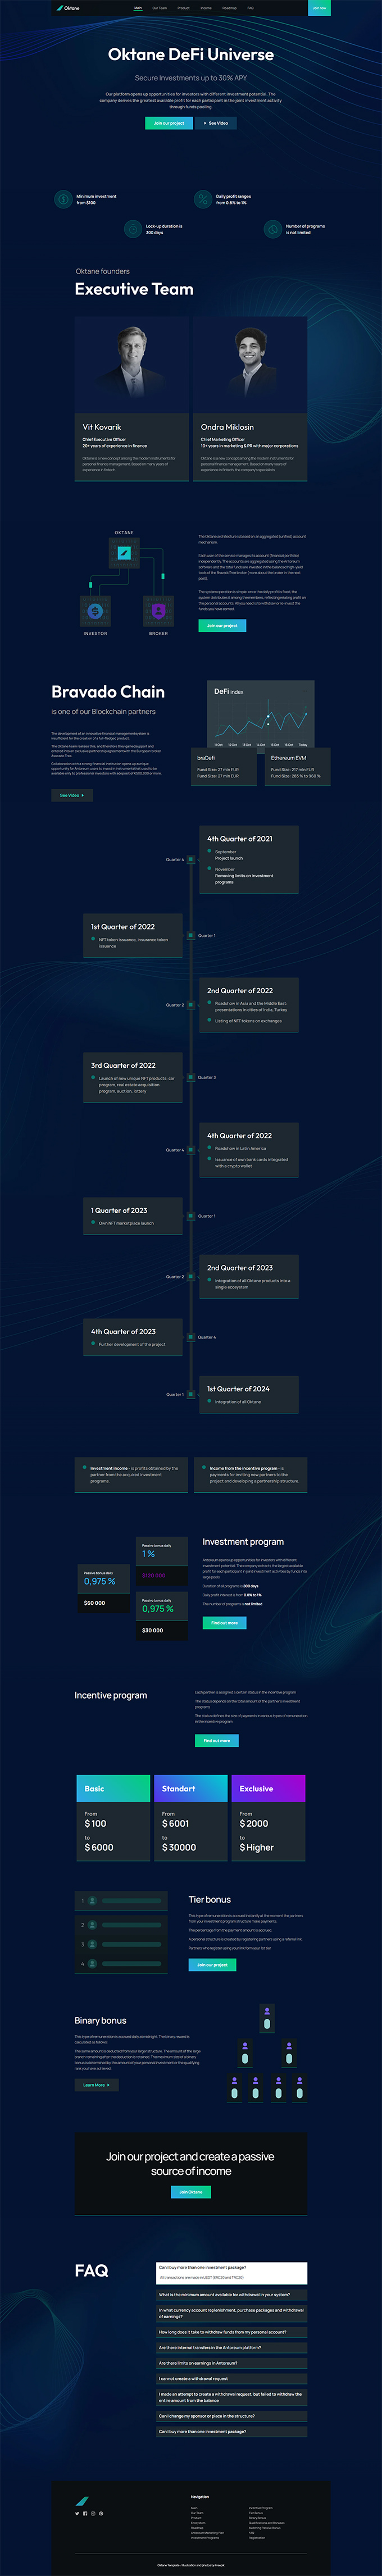 Oktane
Main Our Team Product Income Roadmap FAQ
Join now
Oktane DeFi Universe
Secure Investments up to 30% APY
Our platform opens up opportunities for investors with different investment potential. The
company derives the greatest available profit for each participant in the joint investment activity
through funds pooling.
Join our project
See Video
Minimum investment
from $100
Daily profit ranges
from 0.8% to 1%
Lock-up duration is
300 days
Number of programs
is not limited
Oktane founders
Executive Team
Vit Kovarik
Chief Executive Officer
20+ years of experience in finance
Oktane is a new concept among the modern instruments for
personal finance management. Based on many years of
experience in fintech.
Ondra Miklosin
Chief Marketing Officer
10+ years in marketing & PR with major corporations
Oktane is a new concept among the modern instruments for
personal finance management. Based on many years of
experience in fintech, the company's specialists
OKTANE
INVESTOR
BROKEN
The Oktane architecture is based on an aggregated (unified) account
mechanism.
Each user of the service manages its account (financial portfolio)
independently. The accounts are aggregated using the Antoreum
software and the total funds are invested in the balanced high-yield
tools of the Brosna financier (more about the broker in the next
post).
The system operation is simple: once the daily profit is fixed, the
system distributes it among the members, reflecting relating profit on
the personal accounts. All you need is to withdraw or re-invest the
funds you have earned.
Join our project
Bravado Chain
is one of our Blockchain partners
The development of an innovative financial management system is
insufficient for the conduct of a full-fledged product.
The Oktane team realizes this, and therefore they general support and
entered into an exclusive partnership agreement with the European broker
Avocado Trixe.
Collaboration with a strong financial institution provides a unique
opportunity for Antoreum users to invest in instruments that used to be
available only to professional investors with a deposit of €500,000 or more.
See Video
DeFi index
11 Oct 12 Oct 13 Oct 14 Oct 15 Oct 16 Oct Today
braDefi
Fund Size: 27 mln EUR
Fund Size: 27 mln EUR
Ethereum EVM
Fund Size: 217 mln EUR
Fund Size: 283 % to 960 %
4th Quarter of 2021
September
Project launch
November
Removing limits on investment
programs
Quarter 4
1st Quarter of 2022
NFT token issuance, insurance token
issuance
Quarter 1
2nd Quarter of 2022
Roadshow in Asia and the Middle East:
presentations in cities of India, Turkey
Listing of NFT tokens on exchanges
Quarter 2
3rd Quarter of 2022
Launch of new unique NFT products: car
program, real estate acquisition
program, auction, lottery
Quarter 3
4th Quarter of 2022
Roadshow in Latin America
Issuance of own bank cards integrated
with a crypto wallet
Quarter 4
1 Quarter of 2023
Own NFT marketplace launch
Quarter 1
2nd Quarter of 2023
Integration of all Oktane products into a
single ecosystem
Quarter 2
4th Quarter of 2023
Further development of the project
Quarter 4
1st Quarter of 2024
Integration of all Oktane
Quarter 1
Investment income - is profits obtained by the
partner from the acquired investment
programs
Income from the incentive program - is
payments for inviting new partners to the
project and developing a partnership structure
Passive bonus daily
1 %
$120 000
Passive bonus daily
0,975 %
$60 000
Passive bonus daily
0,975 %
$30 000
Investment program
Antoreum opens up opportunities for investors with different
investment potential. The company extracts the largest available
profit for each participant in joint investment activities by funds into
large pools
Duration of all programs is 300 days
Daily profit interest is from 0.8% to 1%
The number of programs is not limited
Find out more
Incentive program
Each partner is assigned a certain status in the incentive program
The status depends on the total amount of the partner's investment
programs
The status defines the size of payments in various types of remuneration
in the incentive program.
Find out more
Basic
From
$ 100
to
$ 6000
Standart
From
$ 6001
to
$ 30000
Exclusive
From
$ 2000
to
$ Higher
1
2
3
4
Tier bonus
This type of remuneration is accrued instantly at the moment the partners
from your investment program structure make payments.
The percentage from the payment amount is accrued
A personal structure is created by registering partners using a referral link
Partners who register using your link form your 1st tier
Join our project
Binary bonus
This type of remuneration is accrued daily at midnight. The binary reward is
calculated as follows:
The same amount is deducted from your larger structure. The amount of the large
branch remaining after the deduction is retained. The maximum size of a binary
bonus is determined by the amount of your personal investment or the qualifying
rank you have achieved.
Learn More
Join our project and create a passive
source of income
Join Oktane
FAQ
Can I buy more than one investment package?
All transactions are made in USDT (ERC20 and TRC20)
What is the minimum amount available for withdrawal in your system?
In what currency account replenishment, purchase packages and withdrawal
of earnings?
How long does it take to withdraw funds from my personal account?
Are there internal transfers in the Antoreum platform?
Are there limits on earnings in Antoreum?
I cannot create a withdrawal request
I made an attempt to create a withdrawal request, but failed to withdraw the
entire amount from the balance
Can I change my sponsor or place in the structure?
Can I buy more than one investment package?
Navigation
Main
Our Team
Product
Ecosystem
Roadmap
Antoreum Marketing Plan
Investment Programs
Incentive Program
Tier Bonus
Binary Bonus
Qualifications and Bonuses
Matching Passive Bonus
FAQ
Registration
Oktane Template – Illustration and photos by Freepik